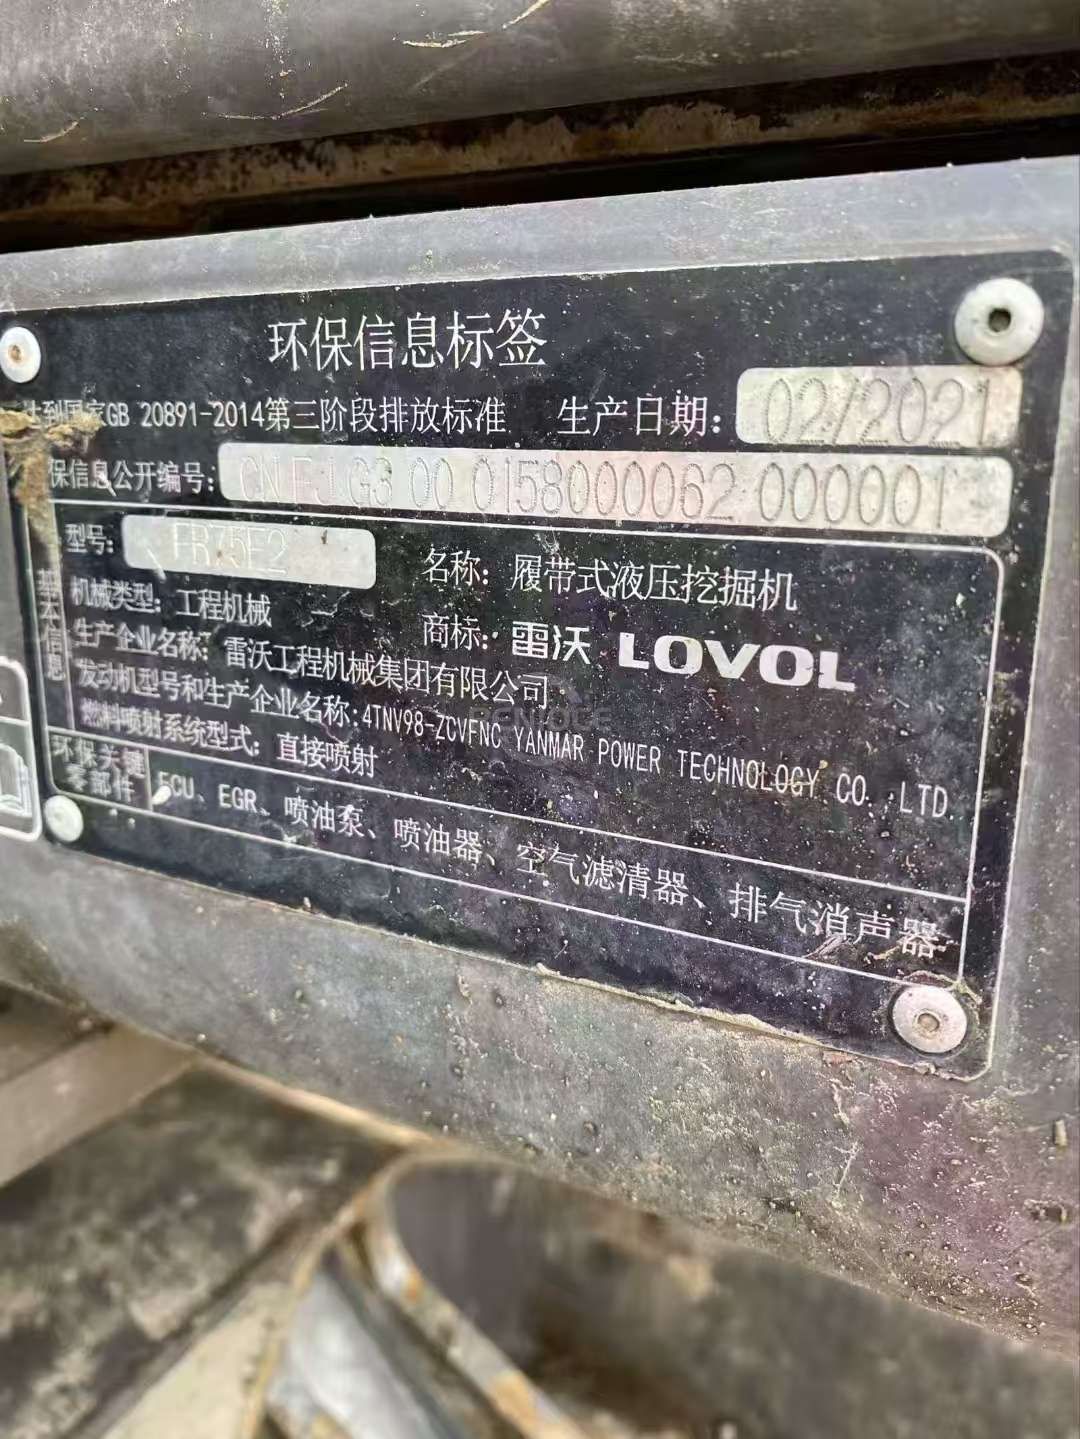 环保信息标签
达到国家GB 20891-2014第三阶段排放标准 生产日期: 02/2021
保信息公开编号: CN FJ G3 00 0158000062 000001
基本信息
型号: FR75E2 名称: 履带式液压挖掘机
机械类型: 工程机械 商标: 雷沃 LOVOL
生产企业名称: 雷沃工程机械集团有限公司
发动机型号和生产企业名称:4TNV98-ZCVFNC YANMAR POWER TECHNOLOGY CO. LTD
燃料喷射系统型式: 直接喷射
环保关键零部件 ECU、EGR、喷油泵、喷油器、空气滤清器、排气消声器